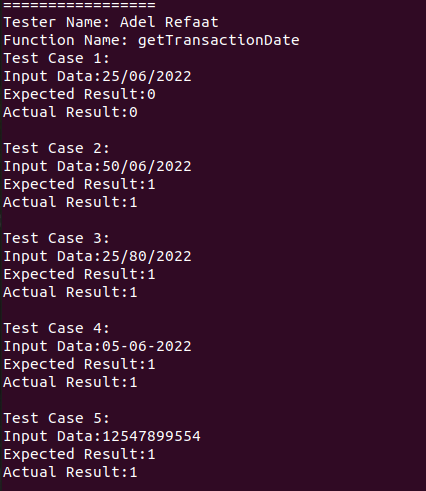 =================
Tester Name: Adel Refaat
Function Name: getTransactionDate
Test Case 1:
Input Data:25/06/2022
Expected Result:0
Actual Result:0

Test Case 2:
Input Data:50/06/2022
Expected Result:1
Actual Result:1

Test Case 3:
Input Data:25/80/2022
Expected Result:1
Actual Result:1

Test Case 4:
Input Data:05-06-2022
Expected Result:1
Actual Result:1

Test Case 5:
Input Data:12547899554
Expected Result:1
Actual Result:1